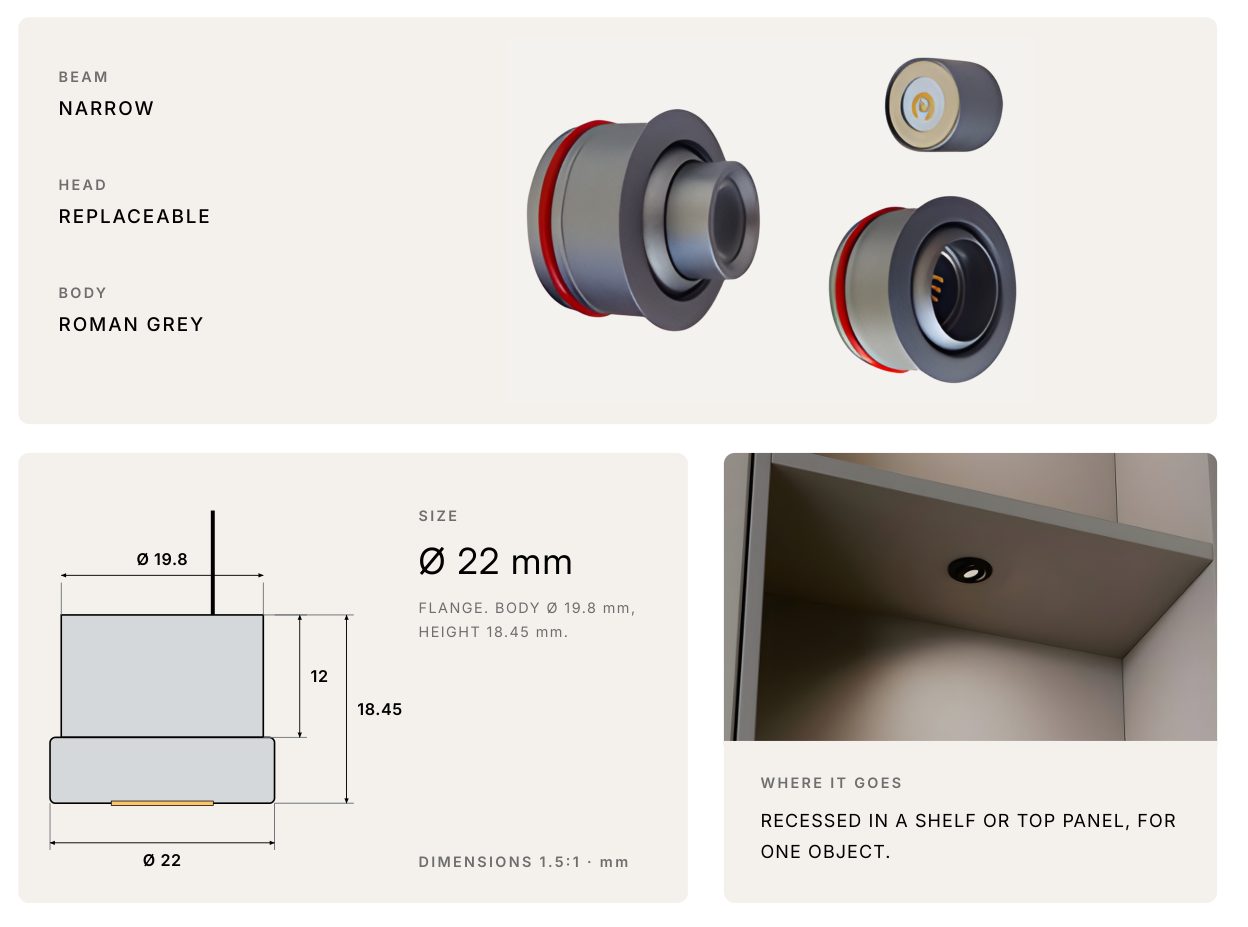 BEAM
NARROW
HEAD
REPLACEABLE
BODY
ROMAN GREY
Ø 19.8
12
18.45
Ø 22
SIZE
Ø 22 mm
FLANGE. BODY Ø 19.8 mm,
HEIGHT 18.45 mm.
DIMENSIONS 1.5:1 · mm
WHERE IT GOES
RECESSED IN A SHELF OR TOP PANEL, FOR
ONE OBJECT.